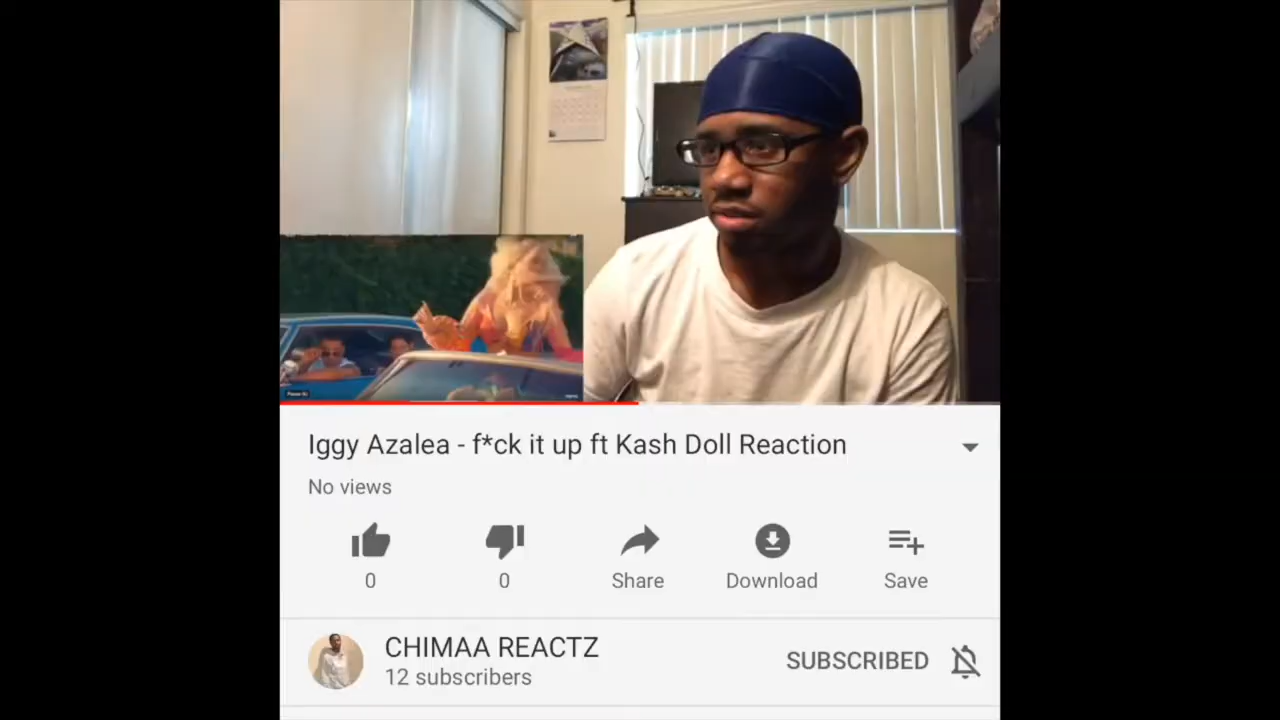 Iggy Azalea - f*ck it up ft Kash Doll Reaction
No views
0
0
Share
Download
Save
CHIMAA REACTZ
12 subscribers
SUBSCRIBED